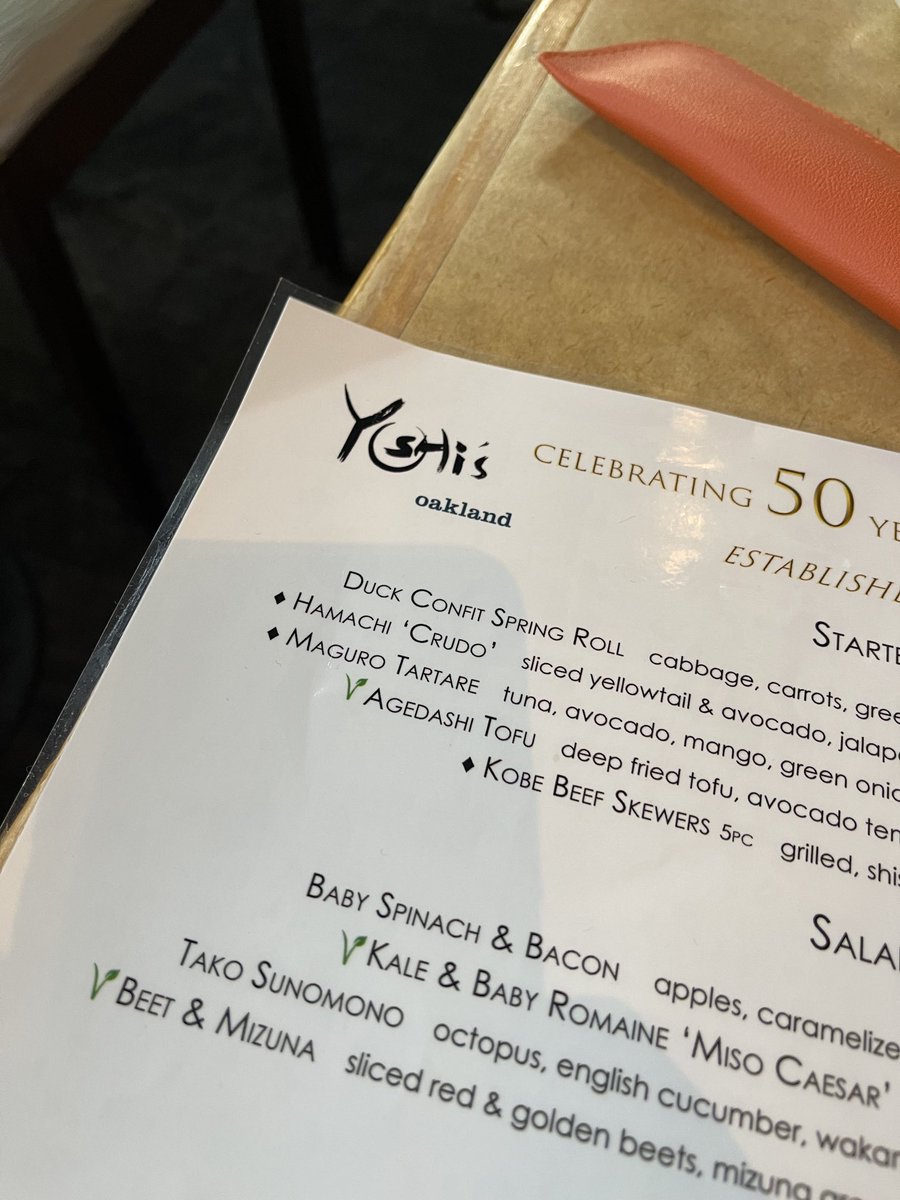 Yoshi's
oakland
CELEBRATING 50
STARTE
DUCK CONFIT SPRING ROLL cabbage, carrots,
♦ HAMACHI 'CRUDO' sliced yellowtail & avocado,
♦ MAGURO TARTARE tuna, avocado, mango, green
AGEDASHI TOFU deep fried tofu, avocado
♦ KOBE BEEF SKEWERS 5PC grilled,
BABY SPINACH & BACON apples,
KALE & BABY ROMAINE 'MISO CAESAR'
TAKO SUNOMONO octopus, english cucumber,
BEET & MIZUNA sliced red & golden beets, mizuna